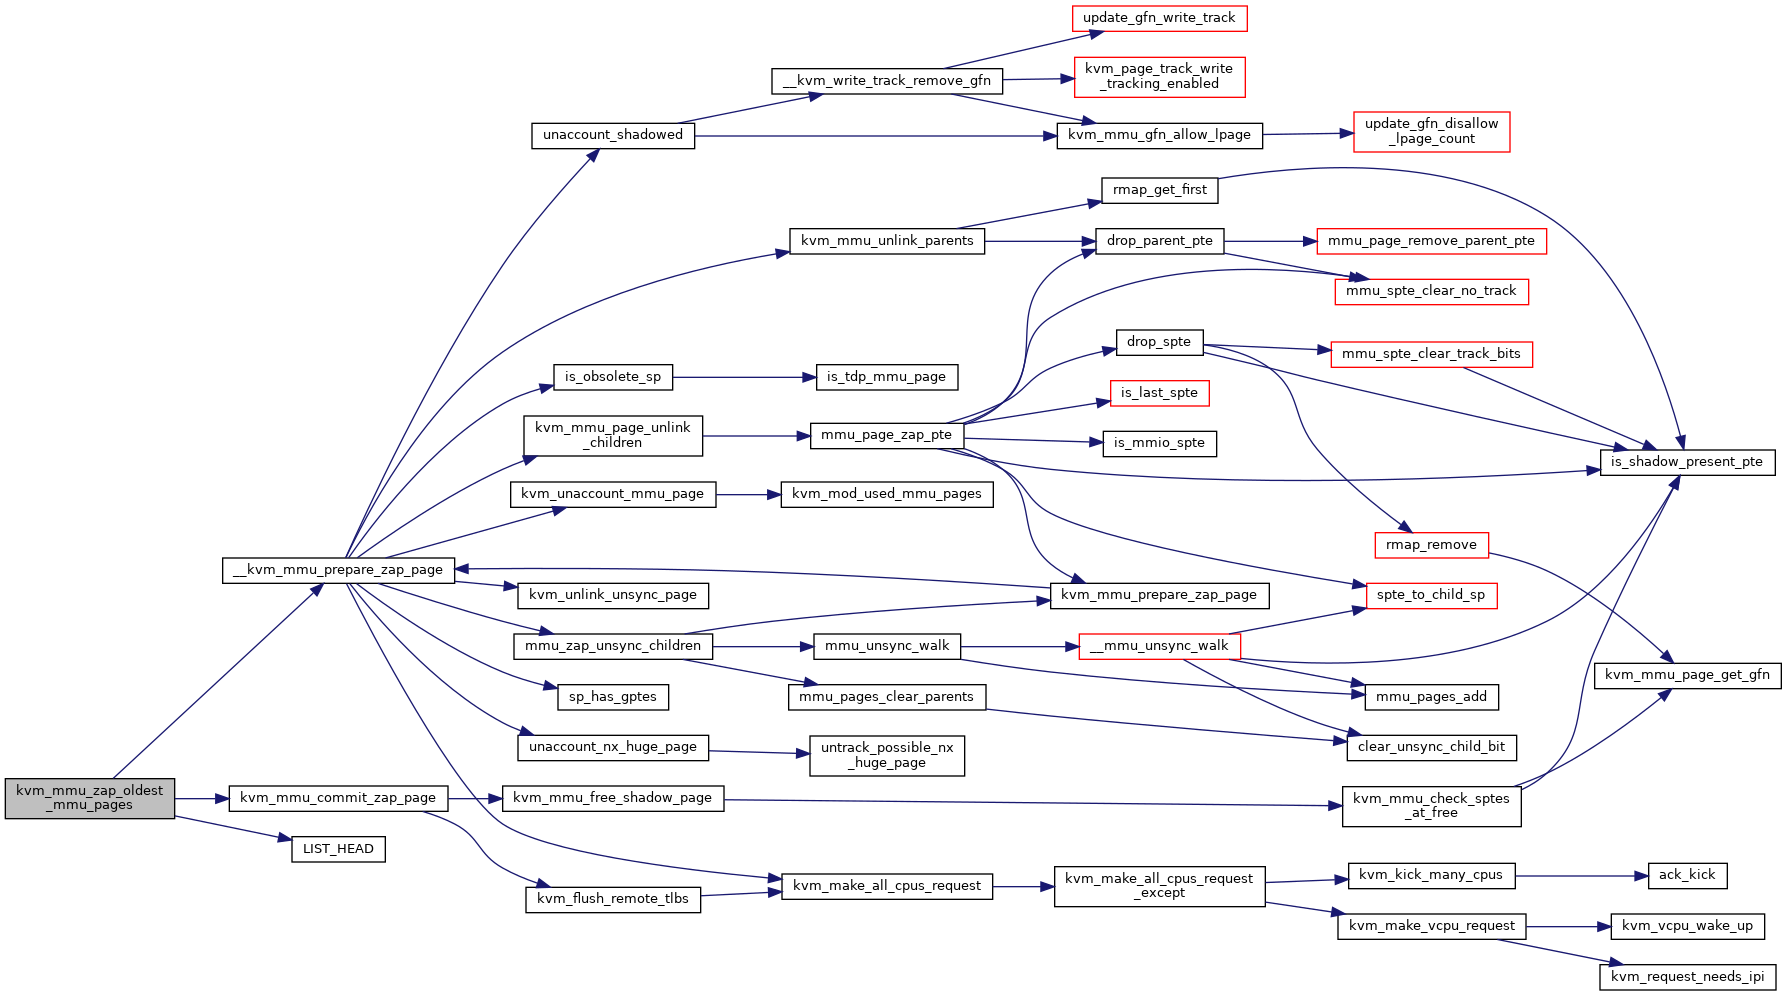 update_gfn_write_track
kvm_page_track_write
_tracking_enabled
__kvm_write_track_remove_gfn
unaccount_shadowed
kvm_mmu_gfn_allow_lpage
update_gfn_disallow
_lpage_count
rmap_get_first
kvm_mmu_unlink_parents
drop_parent_pte
mmu_page_remove_parent_pte
mmu_spte_clear_no_track
drop_spte
mmu_spte_clear_track_bits
is_obsolete_sp
is_tdp_mmu_page
is_last_spte
kvm_mmu_page_unlink
_children
mmu_page_zap_pte
is_mmio_spte
is_shadow_present_pte
kvm_unaccount_mmu_page
kvm_mod_used_mmu_pages
rmap_remove
__kvm_mmu_prepare_zap_page
kvm_unlink_unsync_page
kvm_mmu_prepare_zap_page
spte_to_child_sp
mmu_zap_unsync_children
mmu_unsync_walk
__mmu_unsync_walk
kvm_mmu_page_get_gfn
sp_has_gptes
mmu_pages_clear_parents
mmu_pages_add
unaccount_nx_huge_page
untrack_possible_nx
_huge_page
clear_unsync_child_bit
kvm_mmu_zap_oldest
_mmu_pages
kvm_mmu_commit_zap_page
kvm_mmu_free_shadow_page
kvm_mmu_check_sptes
_at_free
LIST_HEAD
kvm_flush_remote_tlbs
kvm_make_all_cpus_request
kvm_make_all_cpus_request
_except
kvm_kick_many_cpus
ack_kick
kvm_make_vcpu_request
kvm_vcpu_wake_up
kvm_request_needs_ipi